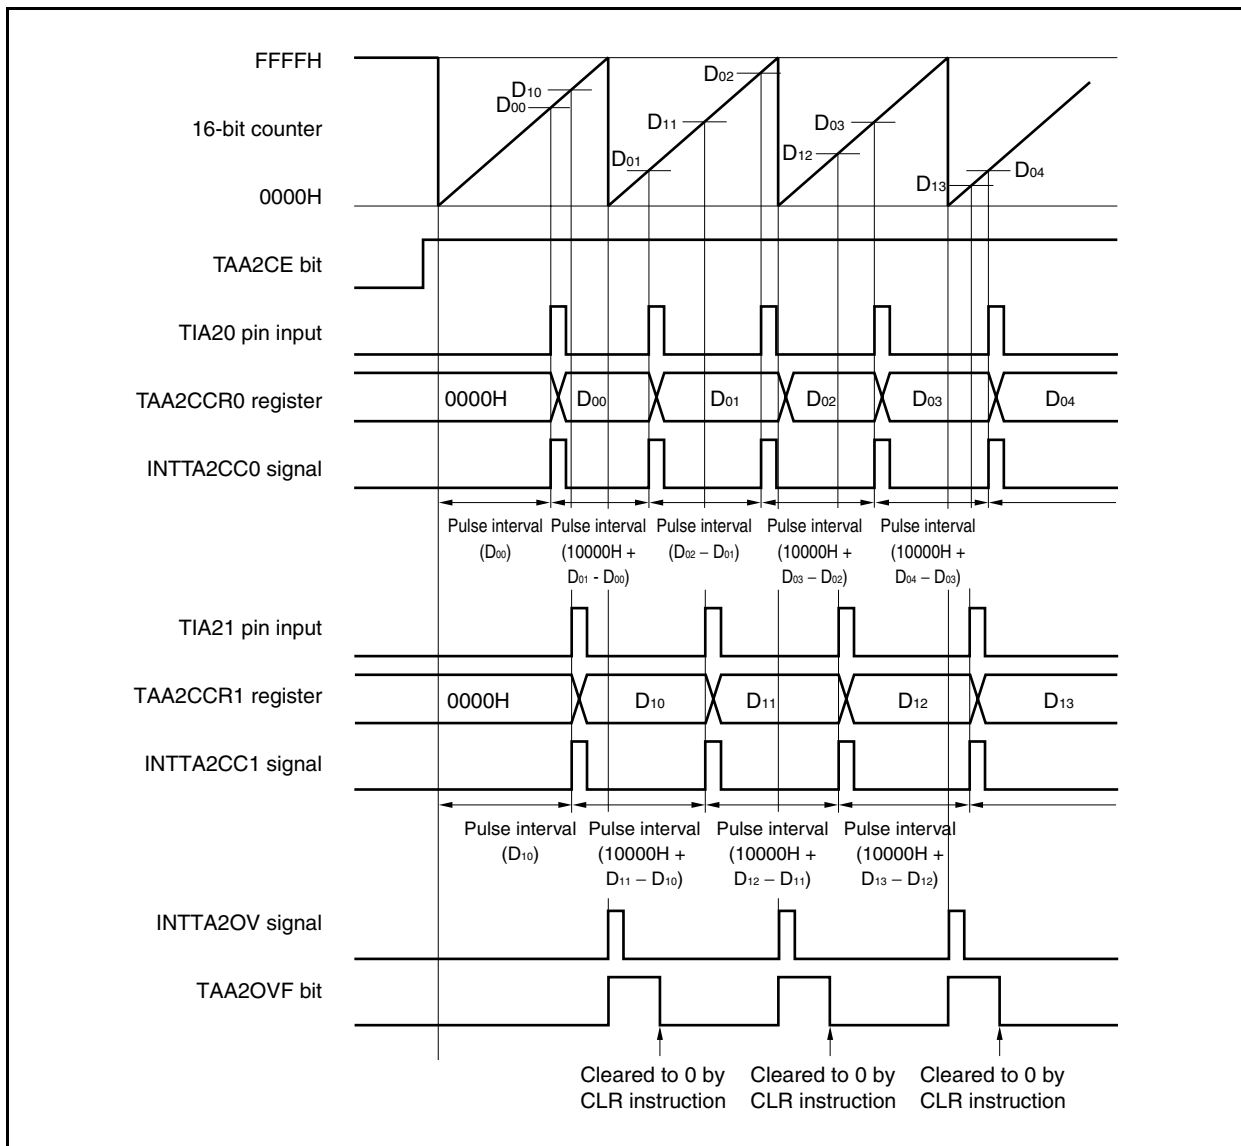 FFFFH
D10
D00
D02
16-bit counter
D11
D03
D12
D01
D13
D04
0000H
TAA2CE bit
TIA20 pin input
TAA2CCR0 register
0000H
D00
D01
D02
D03
D04
INTTA2CC0 signal
Pulse interval
(D00)
Pulse interval
(10000H +
D01 - D00)
Pulse interval
(D02 – D01)
Pulse interval
(10000H +
D03 – D02)
Pulse interval
(10000H +
D04 – D03)
TIA21 pin input
TAA2CCR1 register
0000H
D10
D11
D12
D13
INTTA2CC1 signal
Pulse interval
(D10)
Pulse interval
(10000H +
D11 – D10)
Pulse interval
(10000H +
D12 – D11)
Pulse interval
(10000H +
D13 – D12)
INTTA2OV signal
TAA2OVF bit
Cleared to 0 by
CLR instruction
Cleared to 0 by
CLR instruction
Cleared to 0 by
CLR instruction